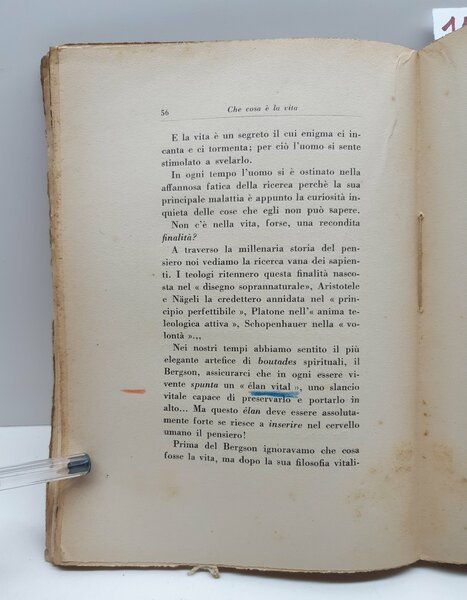 56 Che cosa è la vita
E la vita è un segreto il cui enigma ci in-
canta e ci tormenta; per ciò l'uomo si sente
stimolato a svelarlo.
In ogni tempo l'uomo si è ostinato nella
affannosa fatica della ricerca perchè la sua
principale malattia è appunto la curiosità in-
quieta delle cose che egli non può sapere.
Non c'è nella vita, forse, una recondita
finalità?
A traverso la millenaria storia del pen-
siero noi vediamo la ricerca vana dei sapien-
ti. I teologi ritennero questa finalità nasco-
sta nel « disegno soprannaturale», Aristotele
e Nägeli la credettero annidata nel « prin-
cipio perfettibile », Platone nell'« anima te-
leologica attiva », Schopenhauer nella « vo-
lontà »...
Nei nostri tempi abbiamo sentito il più
elegante artefice di boutades spirituali, il
Bergson, assicurarci che in ogni essere vi-
vente spunta un « élan vital », uno slancio
vitale capace di preservarlo e portarlo in
alto... Ma questo élan deve essere assoluta-
mente forte se riesce a inserire nel cervello
umano il pensiero!
Prima del Bergson ignoravamo che cosa
fosse la vita, ma dopo la sua filosofia vitali-